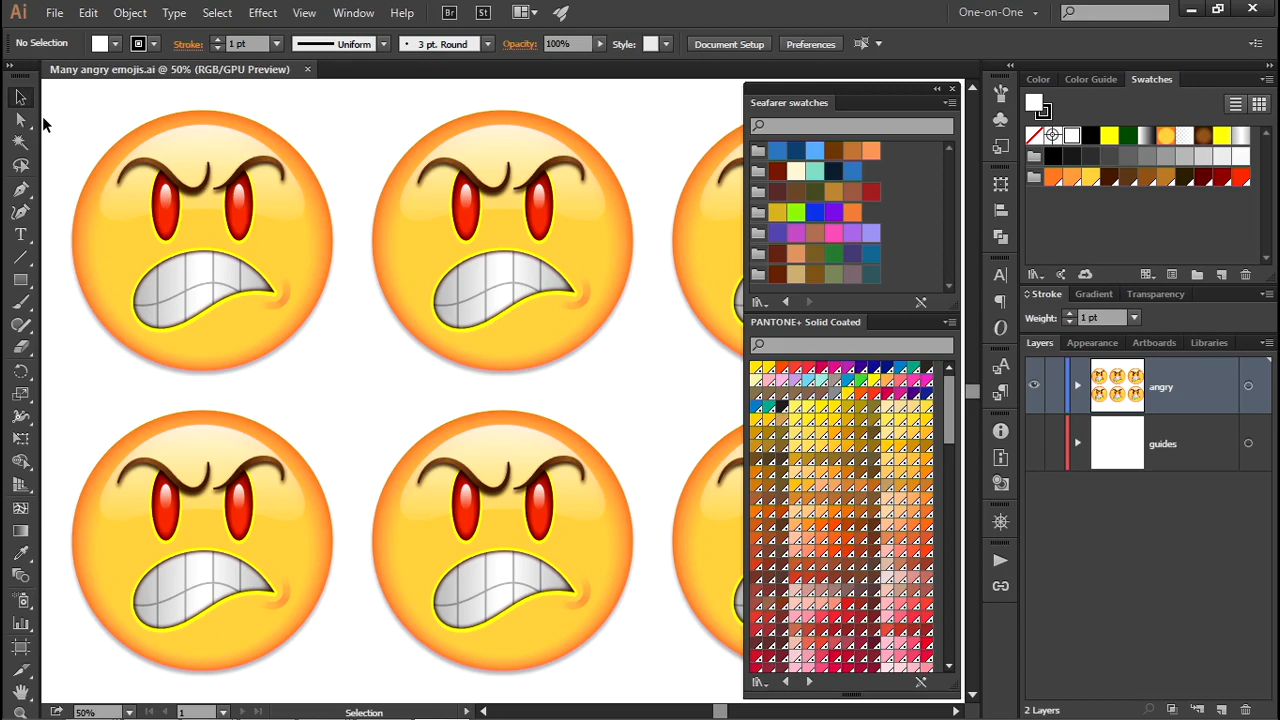 Ai File Edit Object Type Select Effect View Window Help Br St One-on-One
No Selection Stroke: 1 pt Uniform 3 pt. Round Opacity: 100% Style: Document Setup Preferences
Many angry emojis.ai @ 50% (RGB/GPU Preview)
Color Color Guide Swatches
Seafarer swatches
Stroke Gradient Transparency
Weight: 1 pt
PANTONE+ Solid Coated
Layers Appearance Artboards Libraries
angry
guides
2 Layers
50% 1 Selection